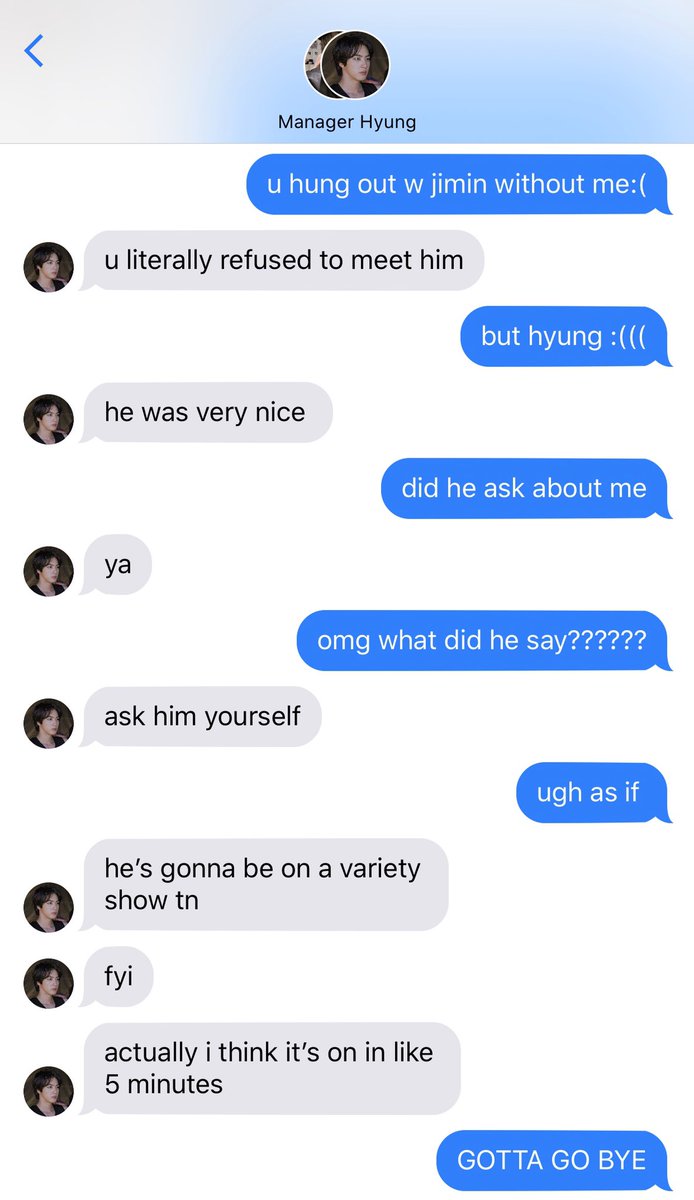 Manager Hyung
u hung out w jimin without me:(
u literally refused to meet him
but hyung :(((
he was very nice
did he ask about me
ya
omg what did he say??????
ask him yourself
ugh as if
he’s gonna be on a variety
show tn
fyi
actually i think it’s on in like
5 minutes
GOTTA GO BYE